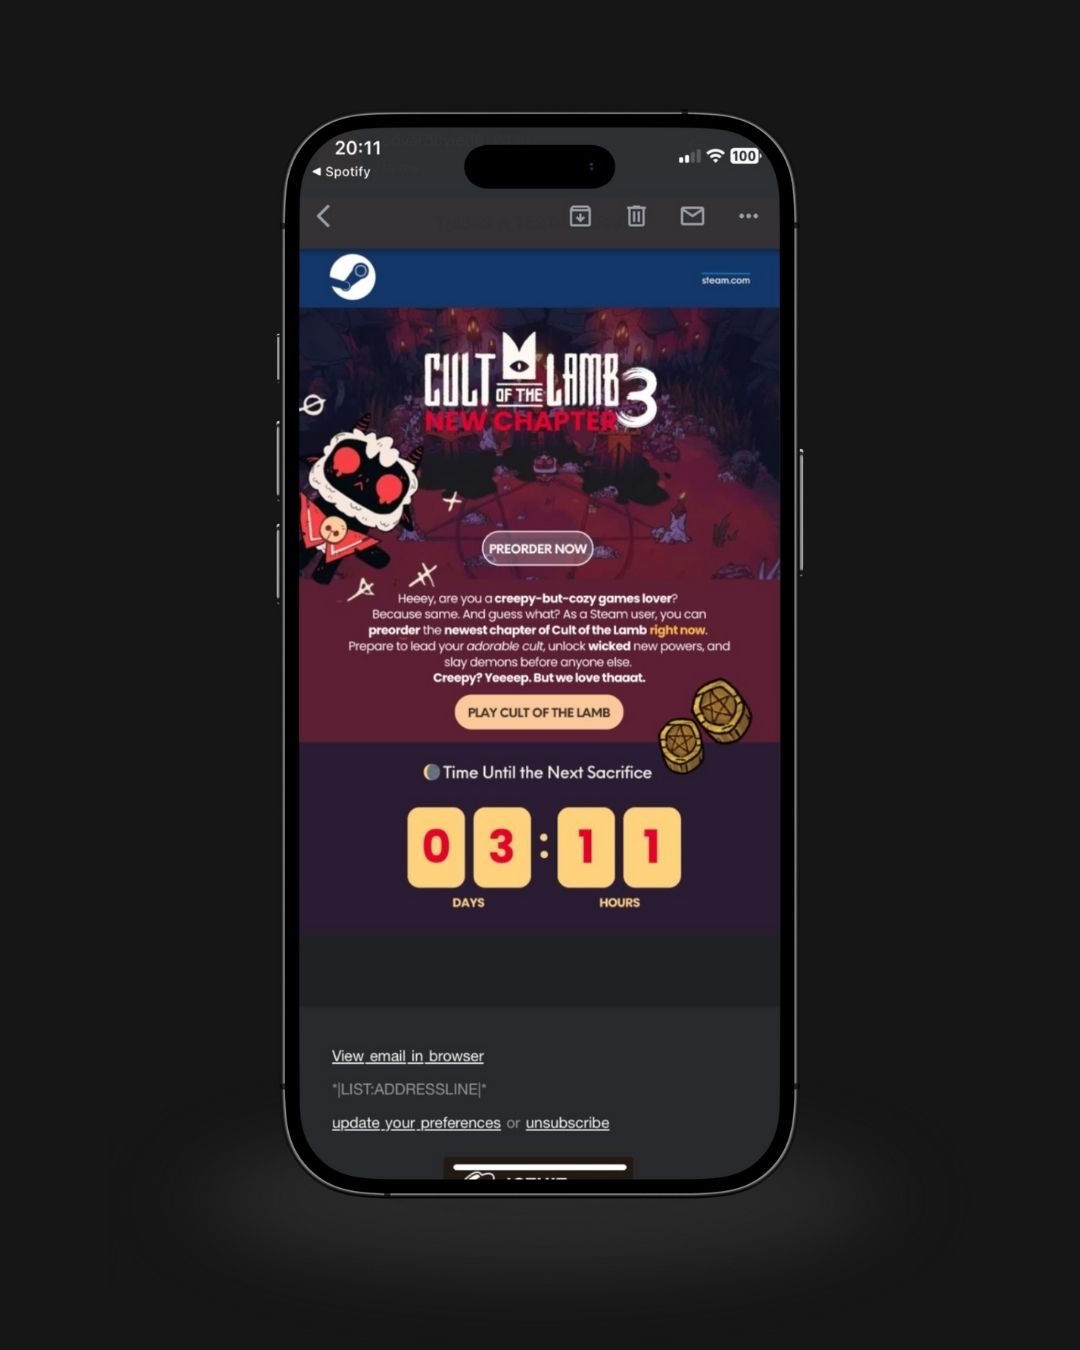 20:11
100
◀ Spotify
steam.com
CULT OF THE LAMB 3
NEW CHAPTER
PREORDER NOW
Heeey, are you a creepy-but-cozy games lover?
Because same. And guess what? As a Steam user, you can
preorder the newest chapter of Cult of the Lamb right now.
Prepare to lead your adorable cult, unlock wicked new powers, and
slay demons before anyone else.
Creepy? Yeeeep. But we love thaaat.
PLAY CULT OF THE LAMB
Time Until the Next Sacrifice
03:11
DAYS HOURS
View email in browser
*|LIST:ADDRESSLINE|*
update your preferences or unsubscribe